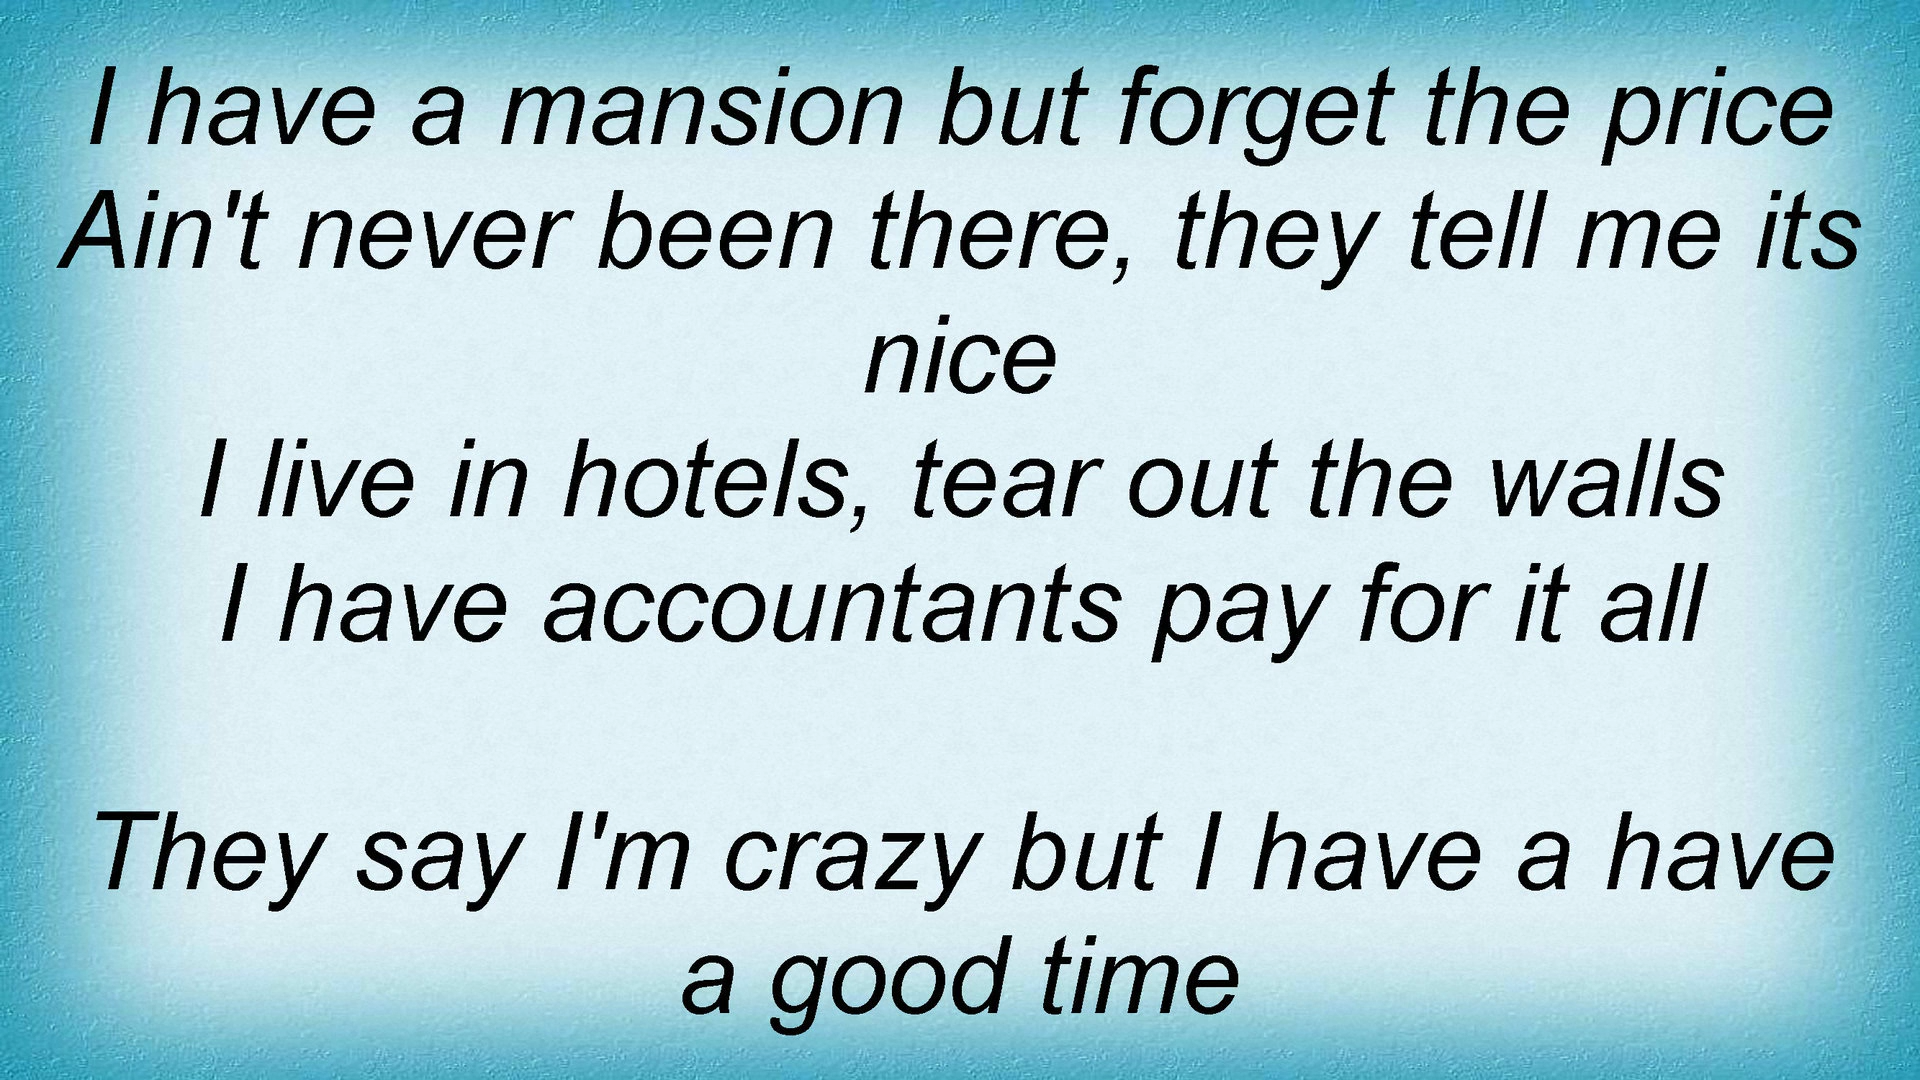 I have a mansion but forget the price
Ain't never been there, they tell me its
nice
I live in hotels, tear out the walls
I have accountants pay for it all

They say I'm crazy but I have a have
a good time